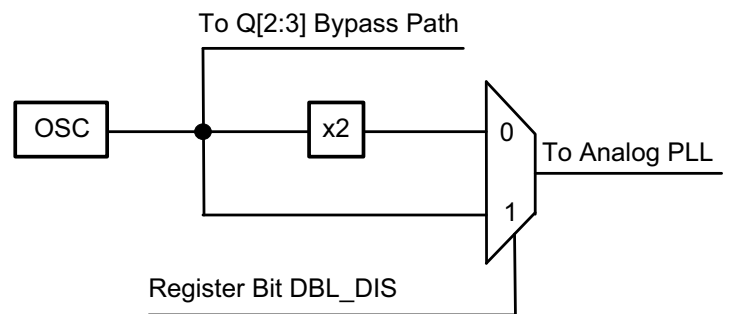 To Q[2:3] Bypass Path
OSC
x2
0
To Analog PLL
1
Register Bit DBL_DIS